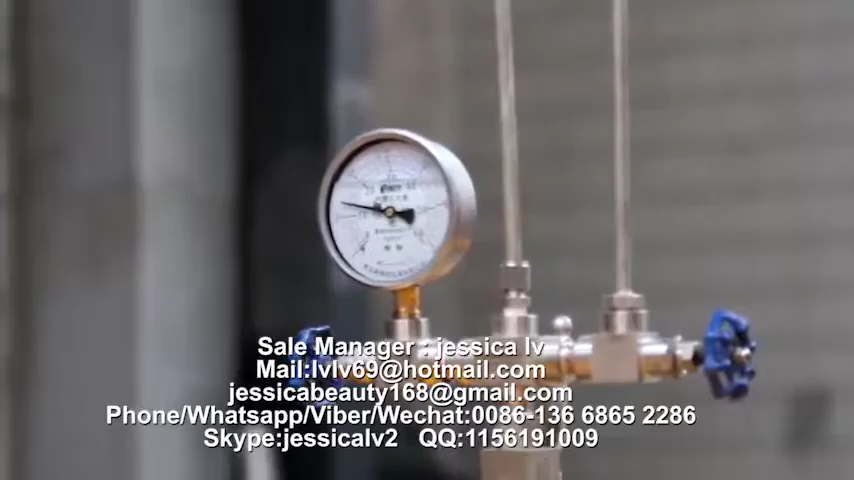 Sale Manager : jessica lv
Mail:lvlv69@hotmail.com
jessicabeauty168@gmail.com
Phone/Whatsapp/Viber/Wechat:0086-136 6865 2286
Skype:jessicalv2 QQ:1156191009